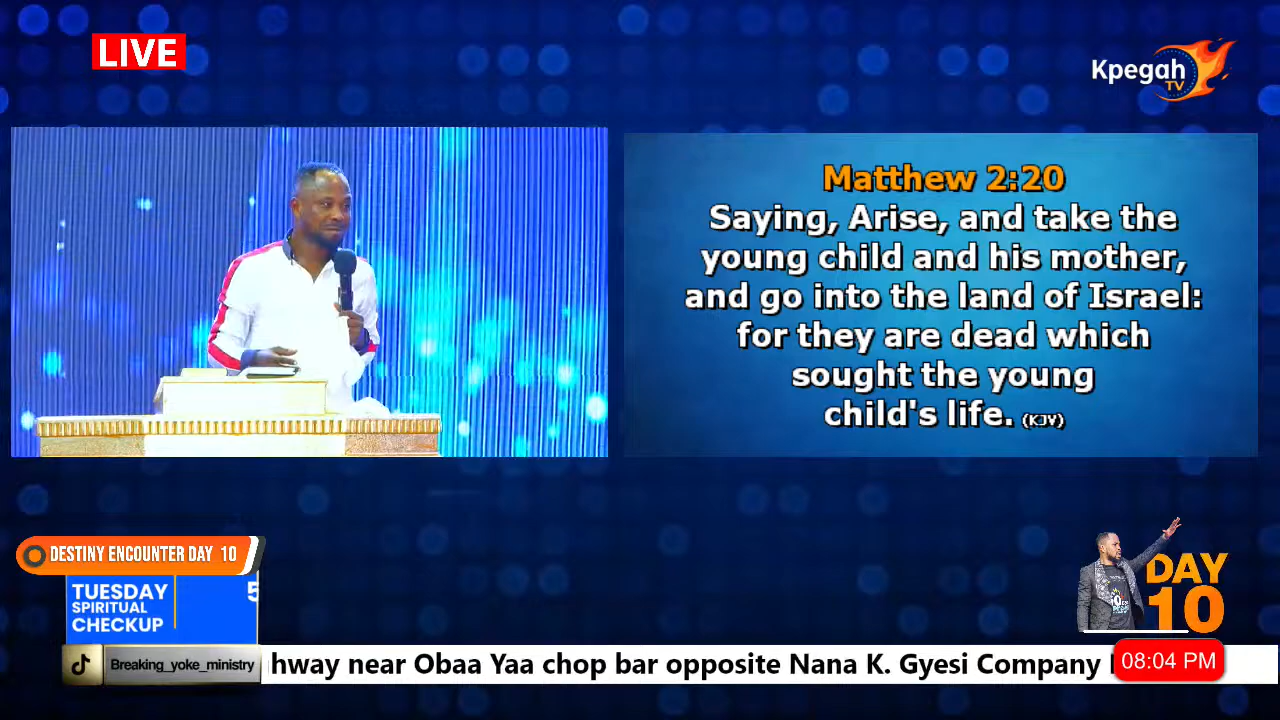 LIVE
Kpegah
TV
Matthew 2:20
Saying, Arise, and take the
young child and his mother,
and go into the land of Israel:
for they are dead which
sought the young
child's life. (KJV)
DESTINY ENCOUNTER DAY 10
TUESDAY
SPIRITUAL
CHECKUP
5
DAY
10
Breaking_yoke_ministry
hway near Obaa Yaa chop bar opposite Nana K. Gyesi Company
08:04 PM